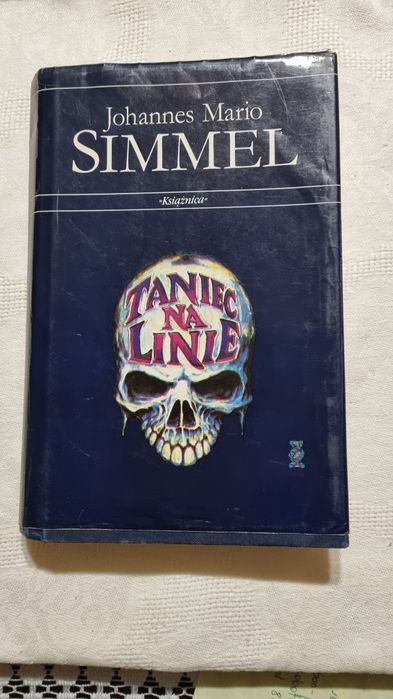 Johannes Mario
SIMMEL
»Książnica«
TANIEC
NA
LINIE